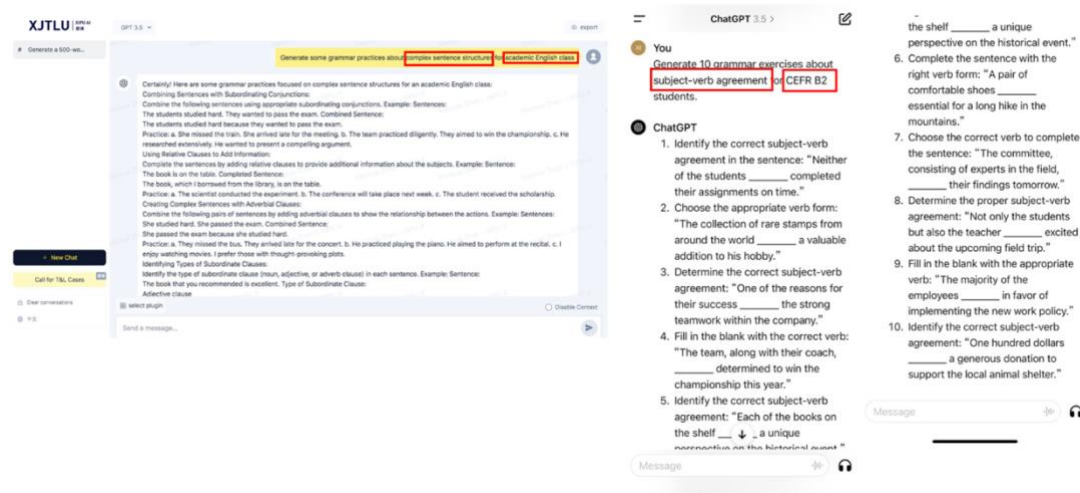 XJTLU XIPU AI
GPT 3.5
export
# Generate a 500-wo...
Generate some grammar practices about complex sentence structures for academic English class
Certainly! Here are some grammar practices focused on complex sentence structures for an academic English class:
Combining Sentences with Subordinating Conjunctions:
Combine the following sentences using appropriate subordinating conjunctions. Example: Sentences:
The students studied hard. They wanted to pass the exam. Combined Sentence:
The students studied hard because they wanted to pass the exam.
Practice: a. She missed the train. She arrived late for the meeting. b. The team practiced diligently. They aimed to win the championship. c. He
researched extensively. He wanted to present a compelling argument.
Using Relative Clauses to Add Information:
Complete the sentences by adding relative clauses to provide additional information about the subjects. Example: Sentence:
The book is on the table. Completed Sentence:
The book, which I borrowed from the library, is on the table.
Practice: a. The scientist conducted the experiment. b. The conference will take place next week. c. The student received the scholarship.
Creating Complex Sentences with Adverbial Clauses:
Combine the following pairs of sentences by adding adverbial clauses to show the relationship between the actions. Example: Sentences:
She studied hard. She passed the exam. Combined Sentence:
She passed the exam because she studied hard.
Practice: a. They missed the bus. They arrived late for the concert. b. He practiced playing the piano. He aimed to perform at the recital. c. I
enjoy watching movies. I prefer those with thought-provoking plots.
Identifying Types of Subordinate Clauses:
Identify the type of subordinate clause (noun, adjective, or adverb clause) in each sentence. Example: Sentence:
The book that you recommended is excellent. Type of Subordinate Clause:
Adjective clause
+ New Chat
Call for T&L Cases
Clear conversations
中文
select plugin
Disable Context
Send a message...
ChatGPT 3.5 >
You
Generate 10 grammar exercises about
subject-verb agreement for CEFR B2
students.
ChatGPT
1. Identify the correct subject-verb
agreement in the sentence: "Neither
of the students ______ completed
their assignments on time."
2. Choose the appropriate verb form:
"The collection of rare stamps from
around the world ______ a valuable
addition to his hobby."
3. Determine the correct subject-verb
agreement: "One of the reasons for
their success ______ the strong
teamwork within the company."
4. Fill in the blank with the correct verb:
"The team, along with their coach,
______ determined to win the
championship this year."
5. Identify the correct subject-verb
agreement: "Each of the books on
the shelf ______ a unique
perspective on the historical event."
Message
the shelf ______ a unique
perspective on the historical event."
6. Complete the sentence with the
right verb form: "A pair of
comfortable shoes ______
essential for a long hike in the
mountains."
7. Choose the correct verb to complete
the sentence: "The committee,
consisting of experts in the field,
______ their findings tomorrow."
8. Determine the proper subject-verb
agreement: "Not only the students
but also the teacher ______ excited
about the upcoming field trip."
9. Fill in the blank with the appropriate
verb: "The majority of the
employees ______ in favor of
implementing the new work policy."
10. Identify the correct subject-verb
agreement: "One hundred dollars
______ a generous donation to
support the local animal shelter."
Message